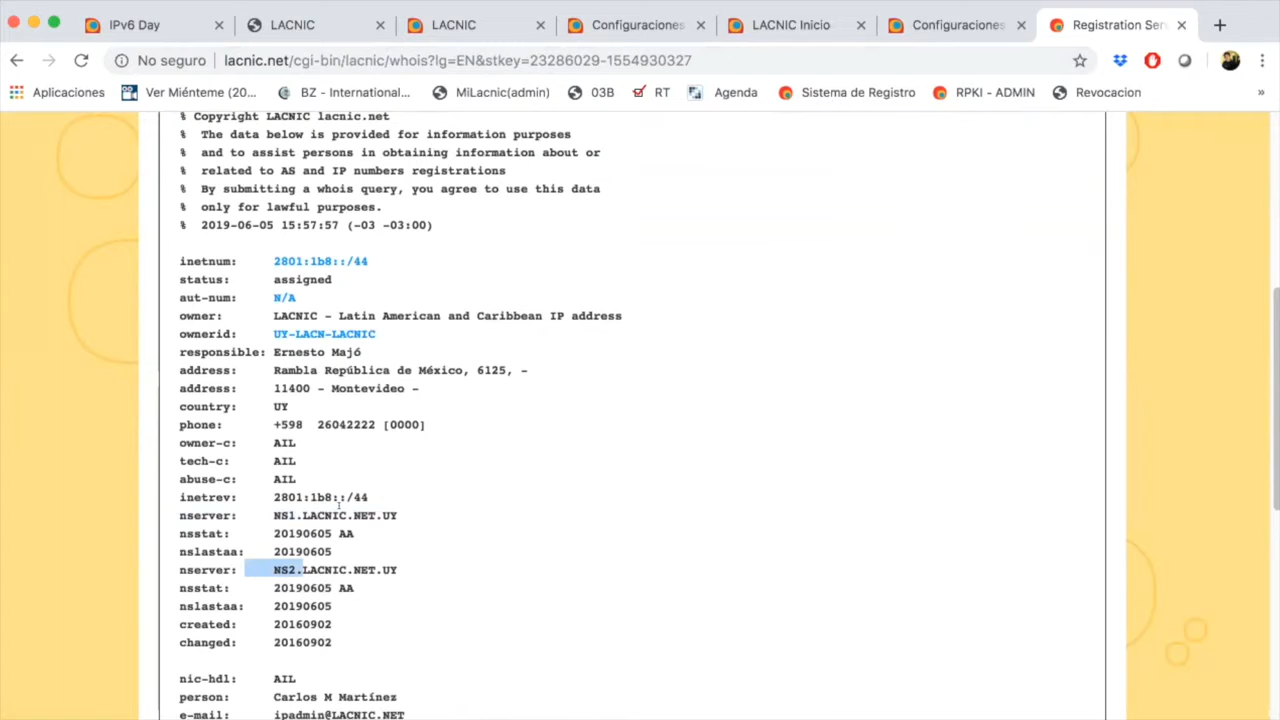 IPv6 Day
LACNIC
LACNIC
Configuraciones
LACNIC Inicio
Configuraciones
Registration Ser
No seguro
lacnic.net/cgi-bin/lacnic/whois?lg=EN&stkey=23286029-1554930327
Aplicaciones
Ver Miénteme (20...
BZ - International...
MiLacnic(admin)
03B
RT
Agenda
Sistema de Registro
RPKI - ADMIN
Revocacion
»
% Copyright LACNIC lacnic.net
% The data below is provided for information purposes
% and to assist persons in obtaining information about or
% related to AS and IP numbers registrations
% By submitting a whois query, you agree to use this data
% only for lawful purposes.
% 2019-06-05 15:57:57 (-03 -03:00)
inetnum: 2801:1b8::/44
status: assigned
aut-num: N/A
owner: LACNIC - Latin American and Caribbean IP address
ownerid: UY-LACN-LACNIC
responsible: Ernesto Majó
address: Rambla República de México, 6125, -
address: 11400 - Montevideo -
country: UY
phone: +598 26042222 [0000]
owner-c: AIL
tech-c: AIL
abuse-c: AIL
inetrev: 2801:1b8::/44
nserver: NS1.LACNIC.NET.UY
nsstat: 20190605 AA
nslastaa: 20190605
nserver: NS2.LACNIC.NET.UY
nsstat: 20190605 AA
nslastaa: 20190605
created: 20160902
changed: 20160902
nic-hdl: AIL
person: Carlos M Martínez
e-mail: ipadmin@LACNIC.NET